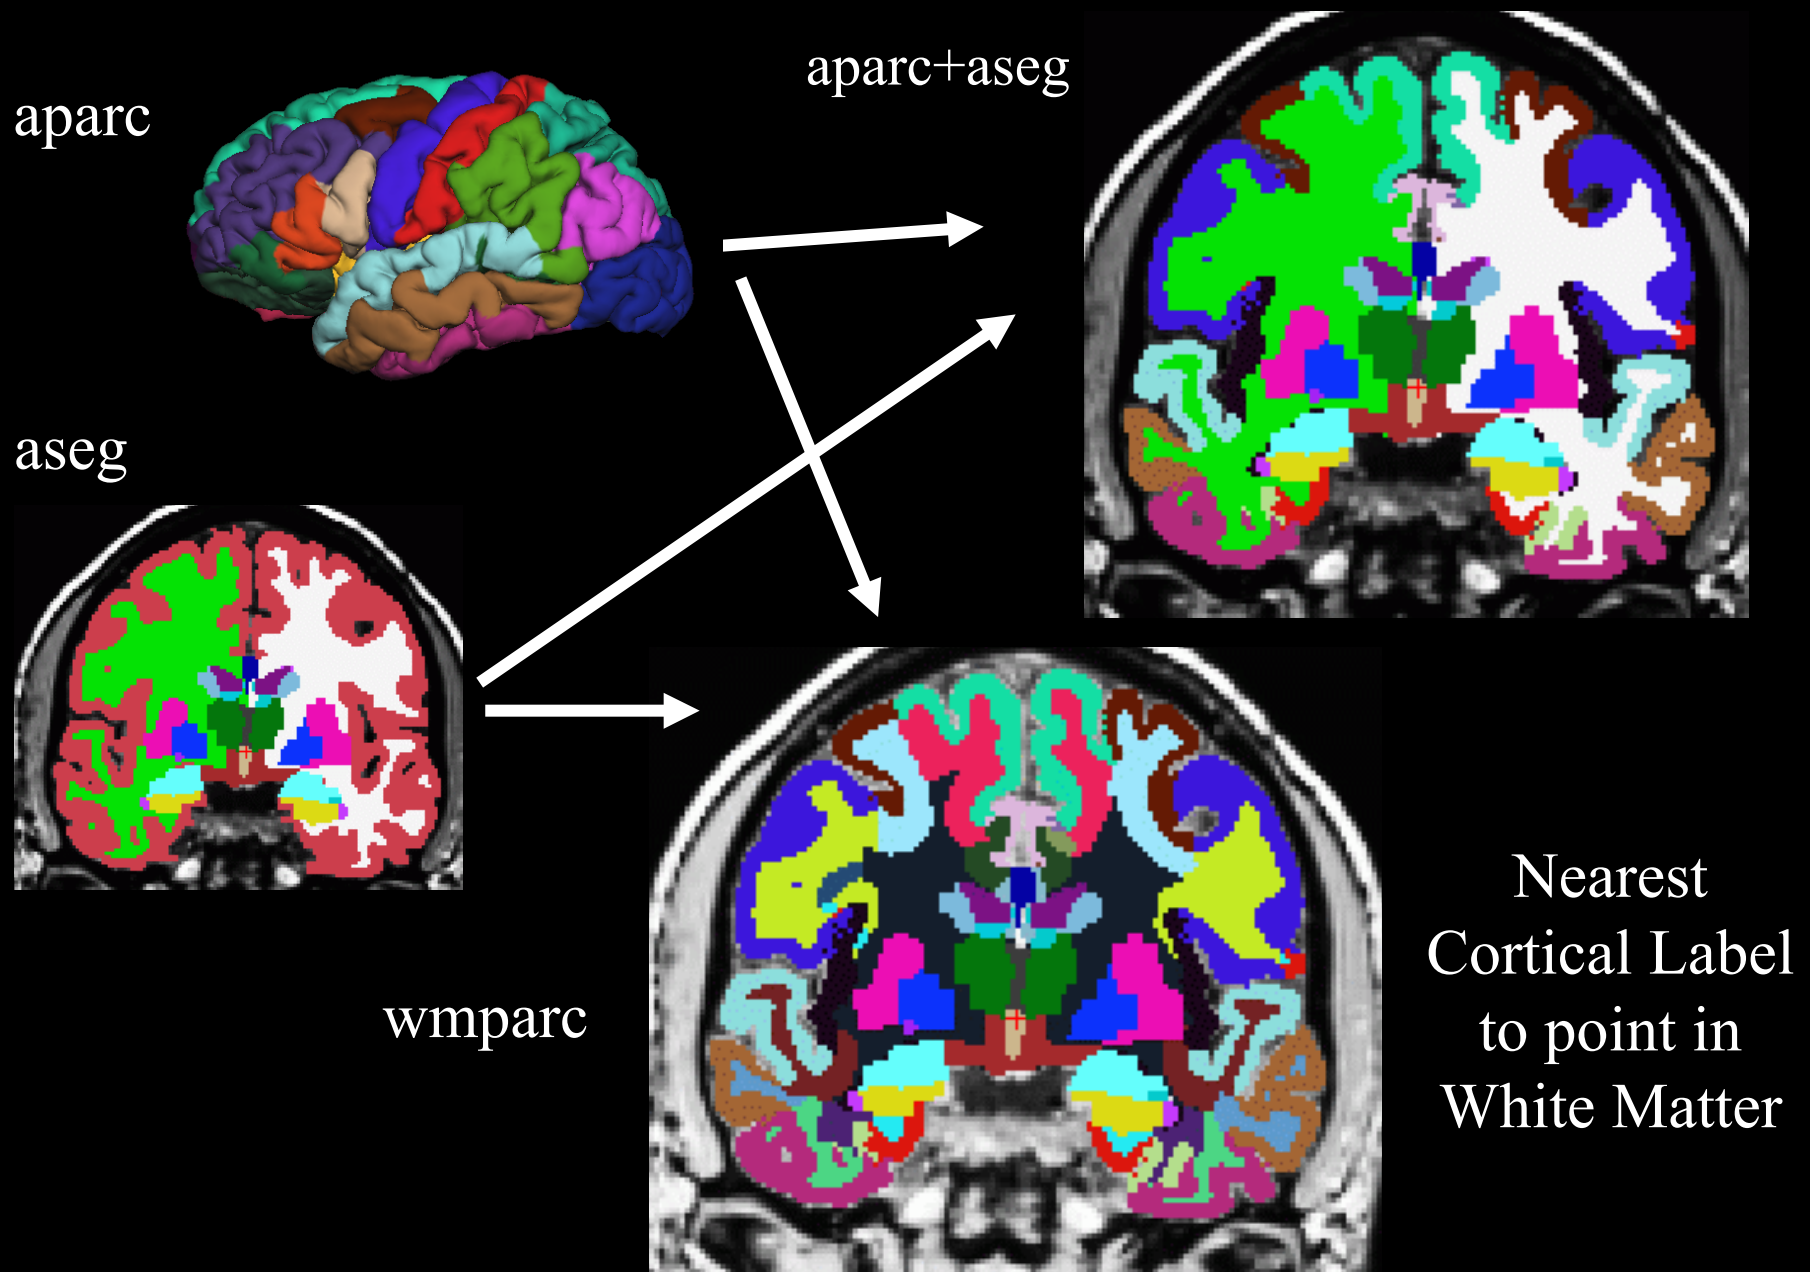 aparc
aparc+aseg
aseg
wmparc
Nearest
Cortical Label
to point in
White Matter